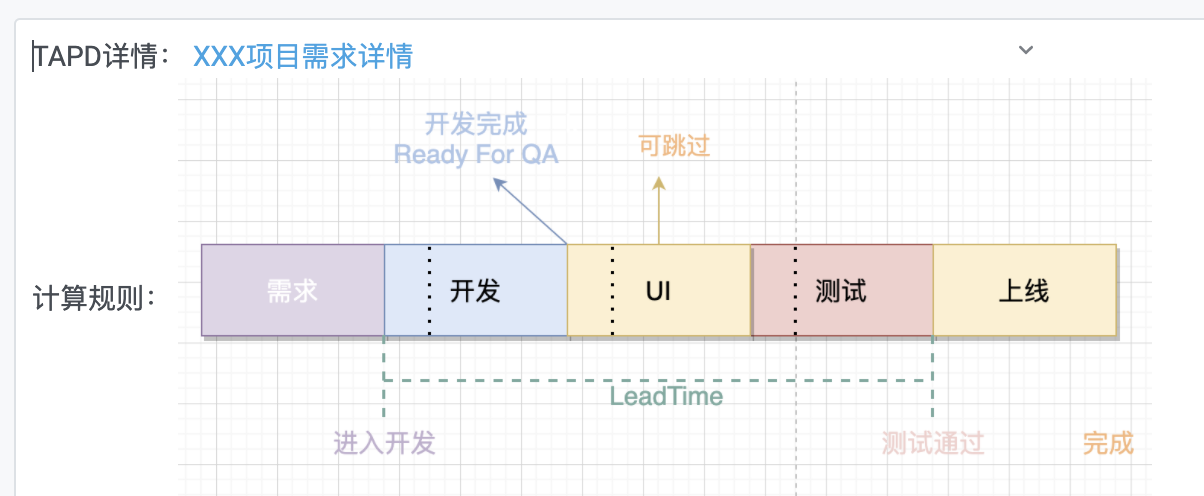 TAPD详情： XXX项目需求详情
开发完成
Ready For QA
可跳过
计算规则：
需求
开发
UI
测试
上线
LeadTime
进入开发
测试通过
完成